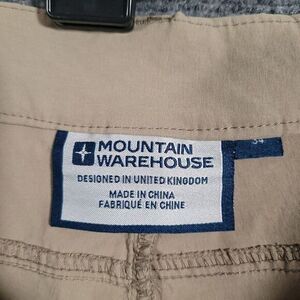 MOUNTAIN
WAREHOUSE
DESIGNED IN UNITED KINGDOM
MADE IN CHINA
FABRIQUÉ EN CHINE
34